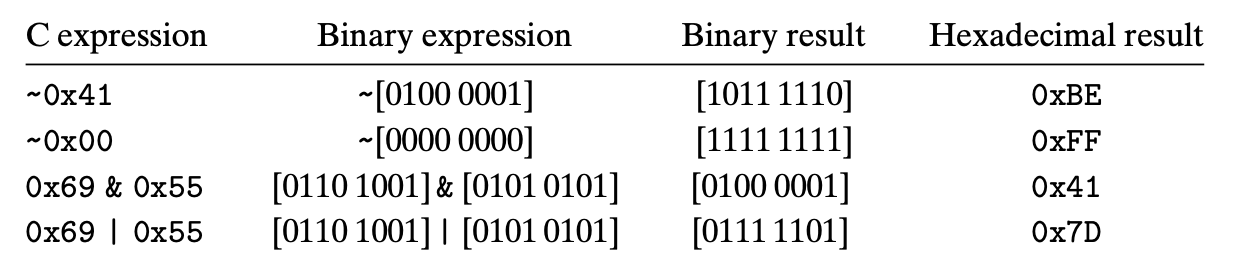 C expression Binary expression Binary result Hexadecimal result
~0x41 ~[0100 0001] [1011 1110] 0xBE
~0x00 ~[0000 0000] [1111 1111] 0xFF
0x69 & 0x55 [0110 1001] & [0101 0101] [0100 0001] 0x41
0x69 | 0x55 [0110 1001] | [0101 0101] [0111 1101] 0x7D